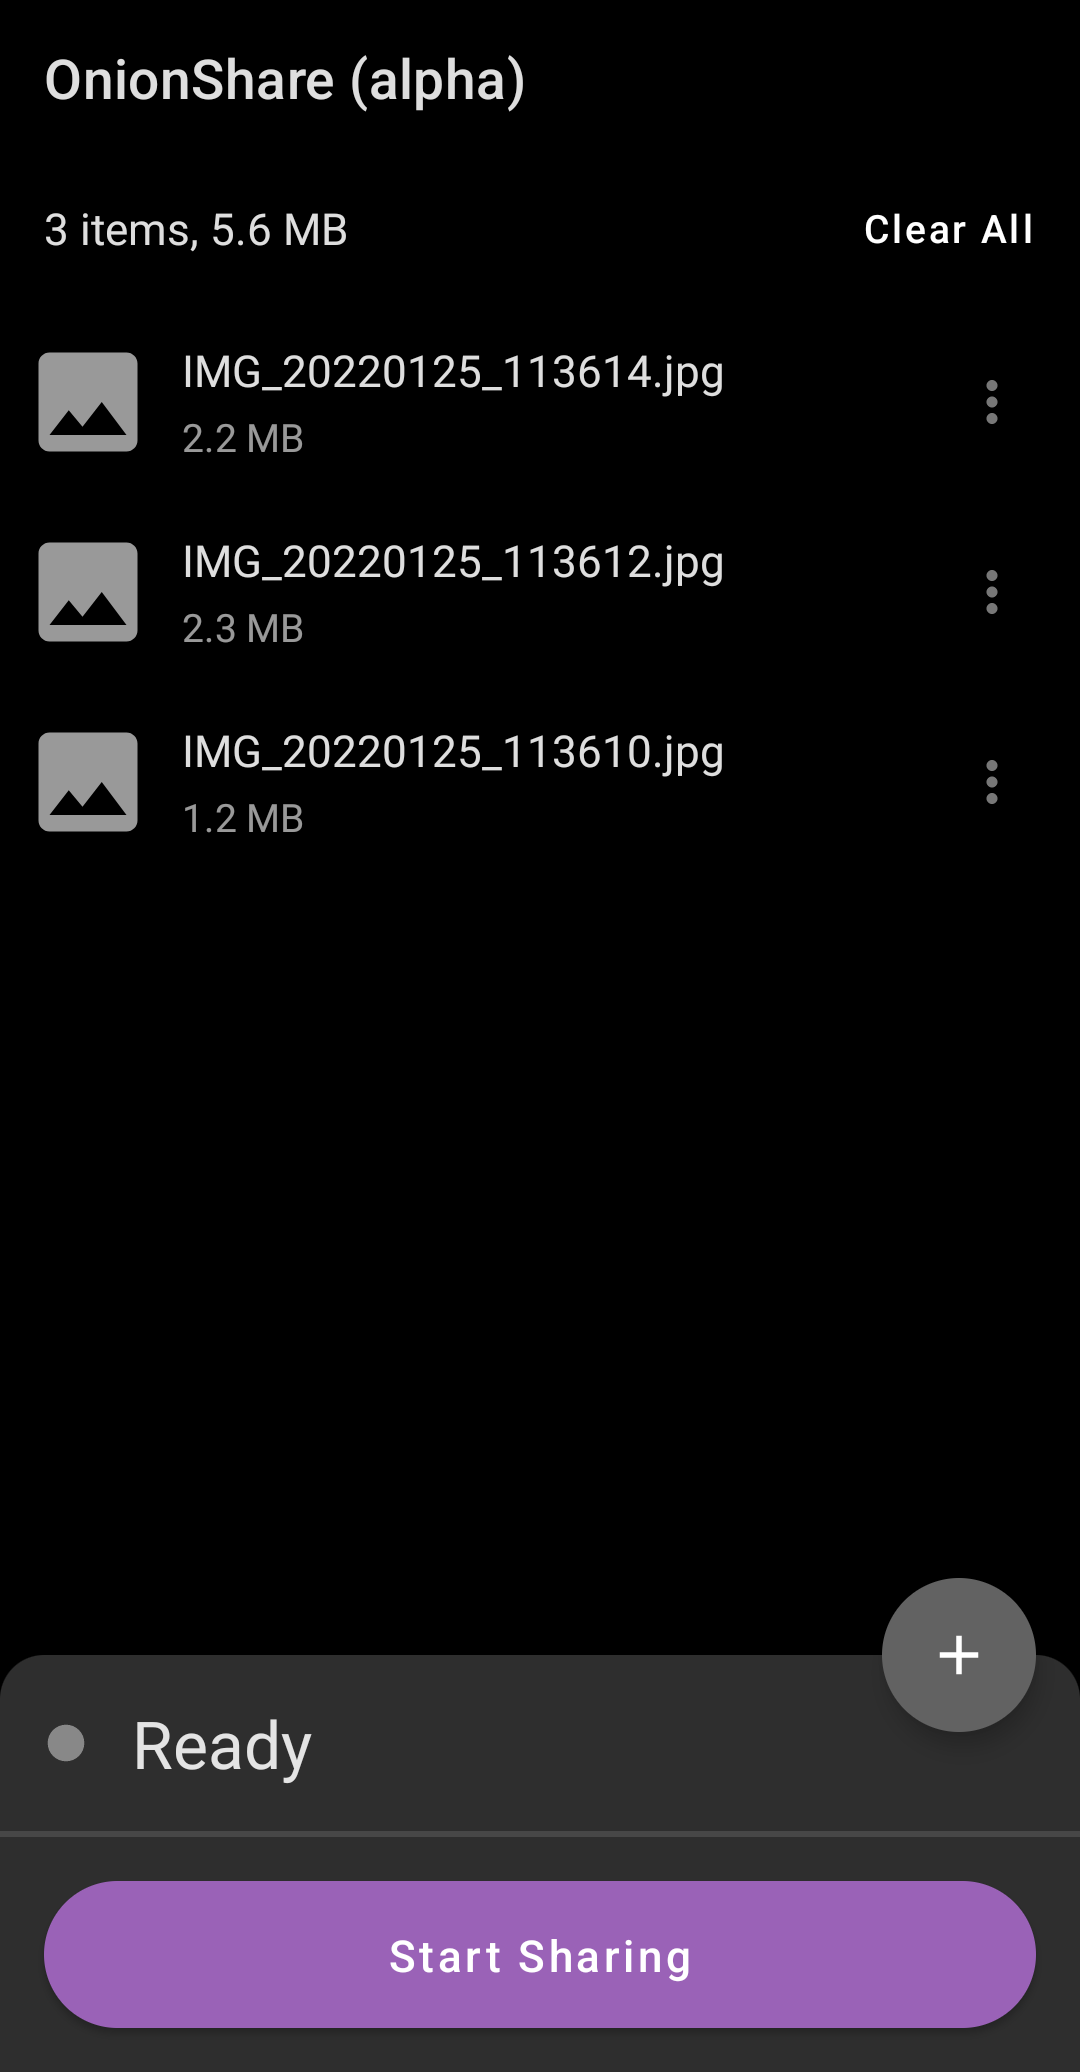 OnionShare (alpha)
3 items, 5.6 MB
Clear All
IMG_20220125_113614.jpg
2.2 MB
IMG_20220125_113612.jpg
2.3 MB
IMG_20220125_113610.jpg
1.2 MB
Ready
Start Sharing